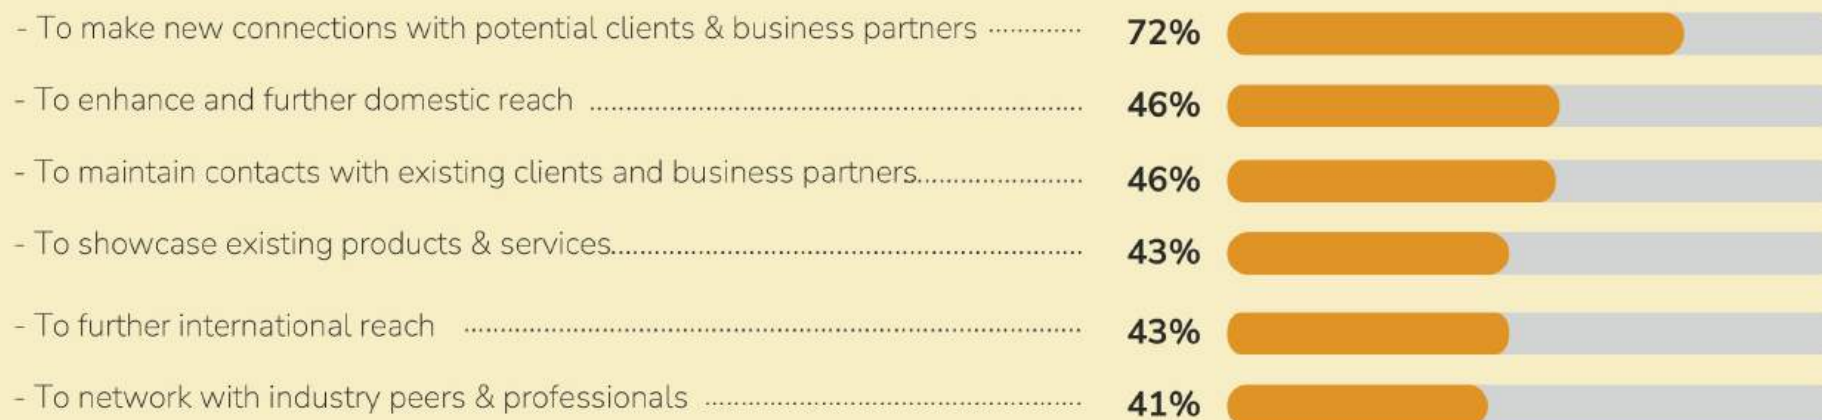 - To make new connections with potential clients & business partners ............. 72%
- To enhance and further domestic reach ............. 46%
- To maintain contacts with existing clients and business partners............. 46%
- To showcase existing products & services............. 43%
- To further international reach ............. 43%
- To network with industry peers & professionals ............. 41%